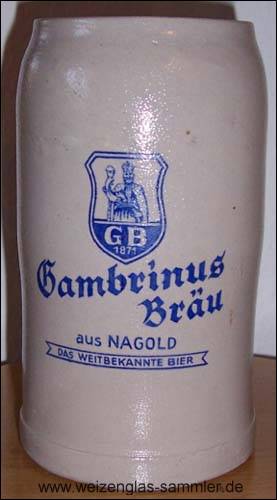 GB
1871
Gambrinus
Bräu
aus NAGOLD
DAS WEITBEKANNTE BIER
www.weizenglas-sammler.de